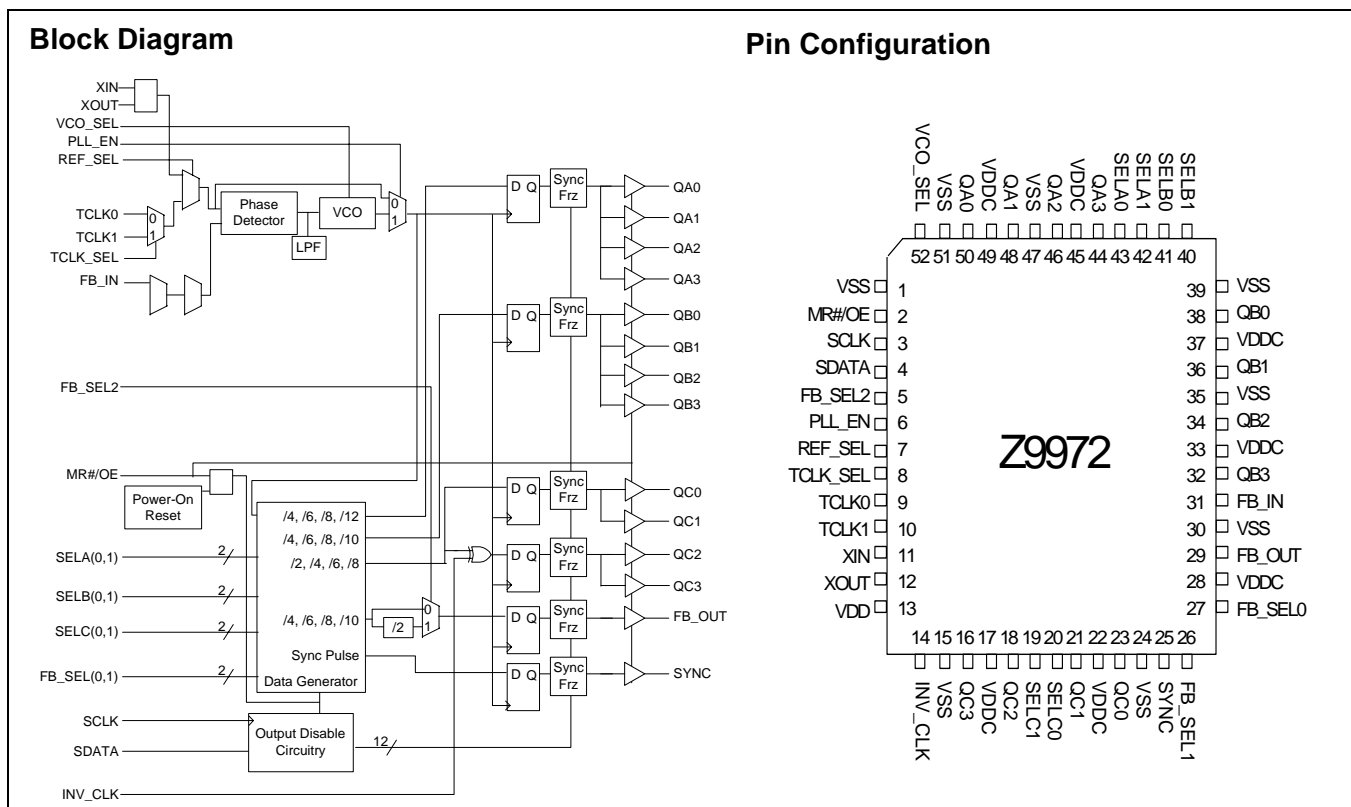 Block Diagram
XIN
XOUT
VCO_SEL
PLL_EN
REF_SEL
TCLK0
TCLK1
TCLK_SEL
FB_IN
0
1
Phase
Detector
LPF
VCO
0
1
FB_SEL2
MR#/OE
Power-On
Reset
SELA(0,1)
2
SELB(0,1)
2
SELC(0,1)
2
FB_SEL(0,1)
2
SCLK
SDATA
INV_CLK
/4, /6, /8, /12
/4, /6, /8, /10
/2, /4, /6, /8
/4, /6, /8, /10
/2
0
1
Sync Pulse
Data Generator
Output Disable
Circuitry
12
D Q
Sync
Frz
QA0
QA1
QA2
QA3
D Q
Sync
Frz
QB0
QB1
QB2
QB3
D Q
Sync
Frz
QC0
QC1
D Q
Sync
Frz
QC2
QC3
D Q
Sync
Frz
FB_OUT
D Q
Sync
Frz
SYNC
Pin Configuration
VCO_SEL
VSS
QA0
VDDC
QA1
VSS
QA2
VDDC
QA3
SELA0
SELA1
SELB0
SELB1
52 51 50 49 48 47 46 45 44 43 42 41 40
VSS 1
MR#/OE 2
SCLK 3
SDATA 4
FB_SEL2 5
PLL_EN 6
REF_SEL 7
TCLK_SEL 8
TCLK0 9
TCLK1 10
XIN 11
XOUT 12
VDD 13
Z9972
39 VSS
38 QB0
37 VDDC
36 QB1
35 VSS
34 QB2
33 VDDC
32 QB3
31 FB_IN
30 VSS
29 FB_OUT
28 VDDC
27 FB_SEL0
14 15 16 17 18 19 20 21 22 23 24 25 26
INV_CLK
VSS
QC3
VDDC
QC2
SELC1
SELC0
QC1
VDDC
QC0
VSS
SYNC
FB_SEL1